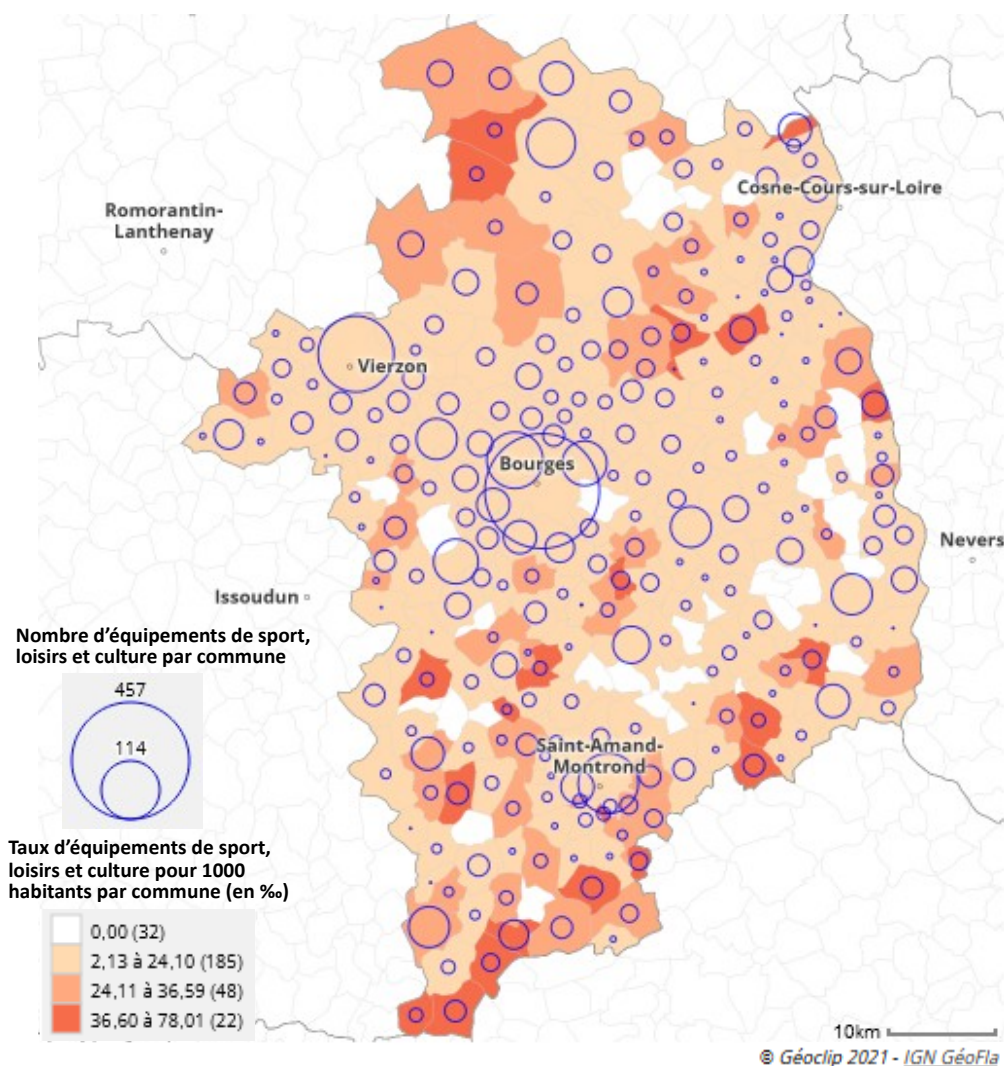 Cosne-Cours-sur-Loire
Romorantin-
Lanthenay
Vierzon
Bourges
Nevers
Issoudun
Nombre d’équipements de sport,
loisirs et culture par commune
457
114
Saint-Amand-
Montrond
Taux d’équipements de sport,
loisirs et culture pour 1000
habitants par commune (en ‰)
0,00 (32)
2,13 à 24,10 (185)
24,11 à 36,59 (48)
36,60 à 78,01 (22)
10km
© Géoclip 2021 - IGN GéoFla